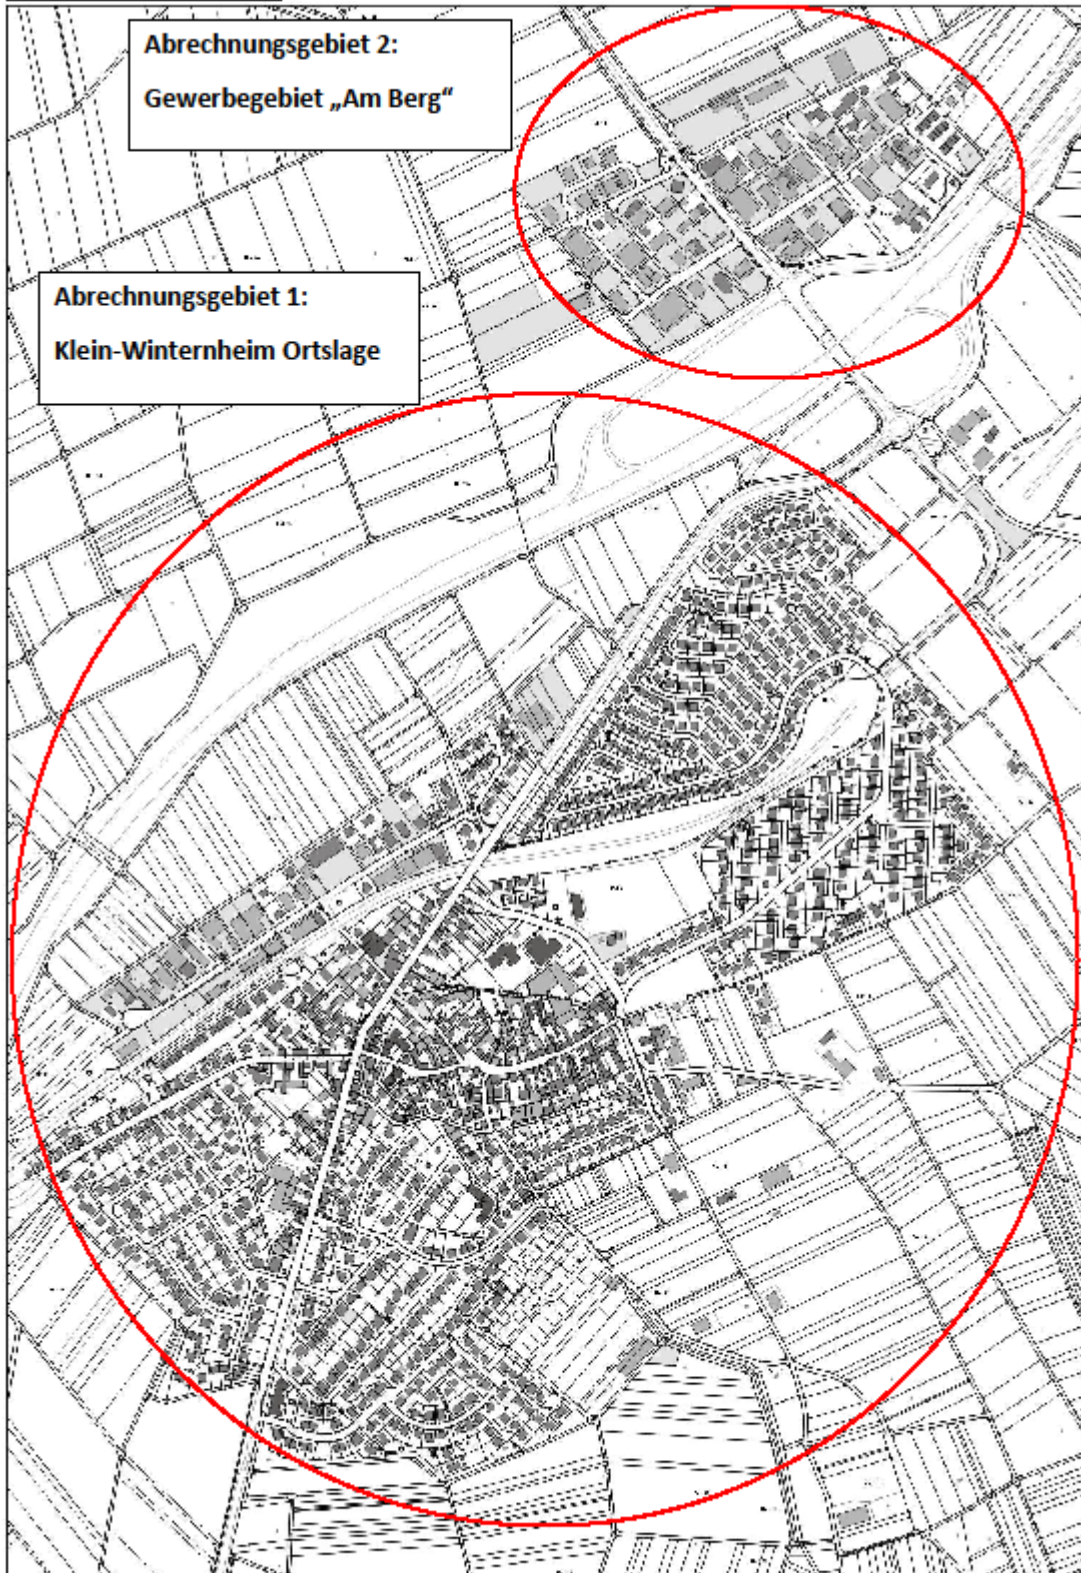 Abrechnungsgebiet 2:
Gewerbegebiet „Am Berg“
Abrechnungsgebiet 1:
Klein-Winternheim Ortslage